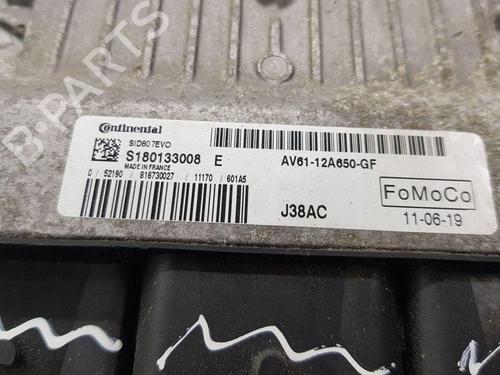 B-PARTS
Continental
SID807EVO
S180133008 E
MADE IN FRANCE
0 / 52190 / 816730027 / 11170 / 601A5
AV61-12A650-GF
J38AC
FoMoCo
11-06-19